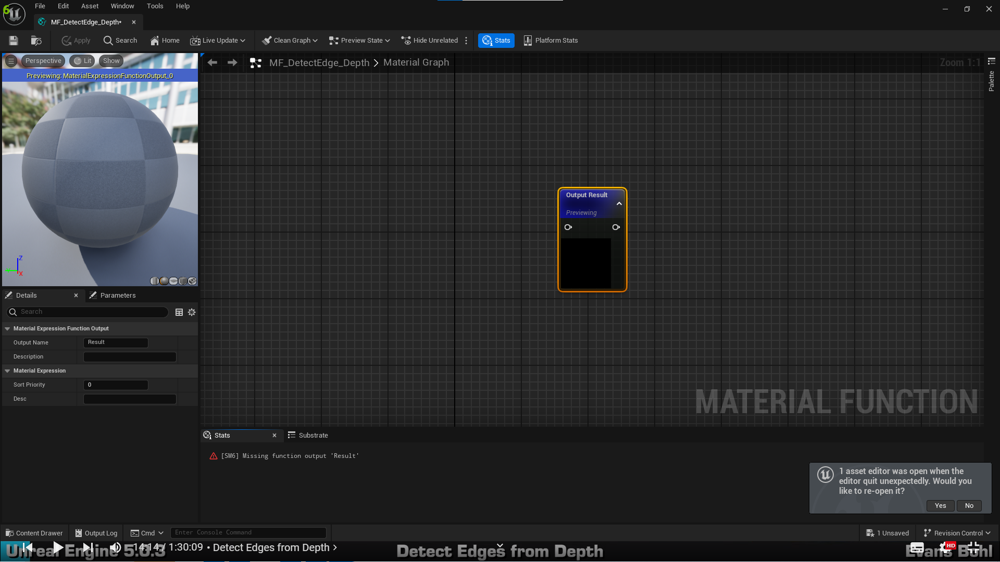 File Edit Asset Window Tools Help
MF_DetectEdge_Depth*
Apply Search Home Live Update Clean Graph Preview State Hide Unrelated Stats Platform Stats
Perspective Lit Show
Previewing: MaterialExpressionFunctionOutput_0
MF_DetectEdge_Depth > Material Graph
Zoom 1:1
Palette
Z
X
Output Result
Previewing
MATERIAL FUNCTION
Details Parameters
Search
Material Expression Function Output
Output Name Result
Description
Material Expression
Sort Priority 0
Desc
Stats Substrate
[SM6] Missing function output 'Result'
1 asset editor was open when the
editor quit unexpectedly. Would you
like to re-open it?
Yes No
Content Drawer Output Log Cmd Enter Console Command 1 Unsaved Revision Control
14:14 / 1:30:09 • Detect Edges from Depth >
Unreal Engine 5.0.3 Detect Edges from Depth
HD